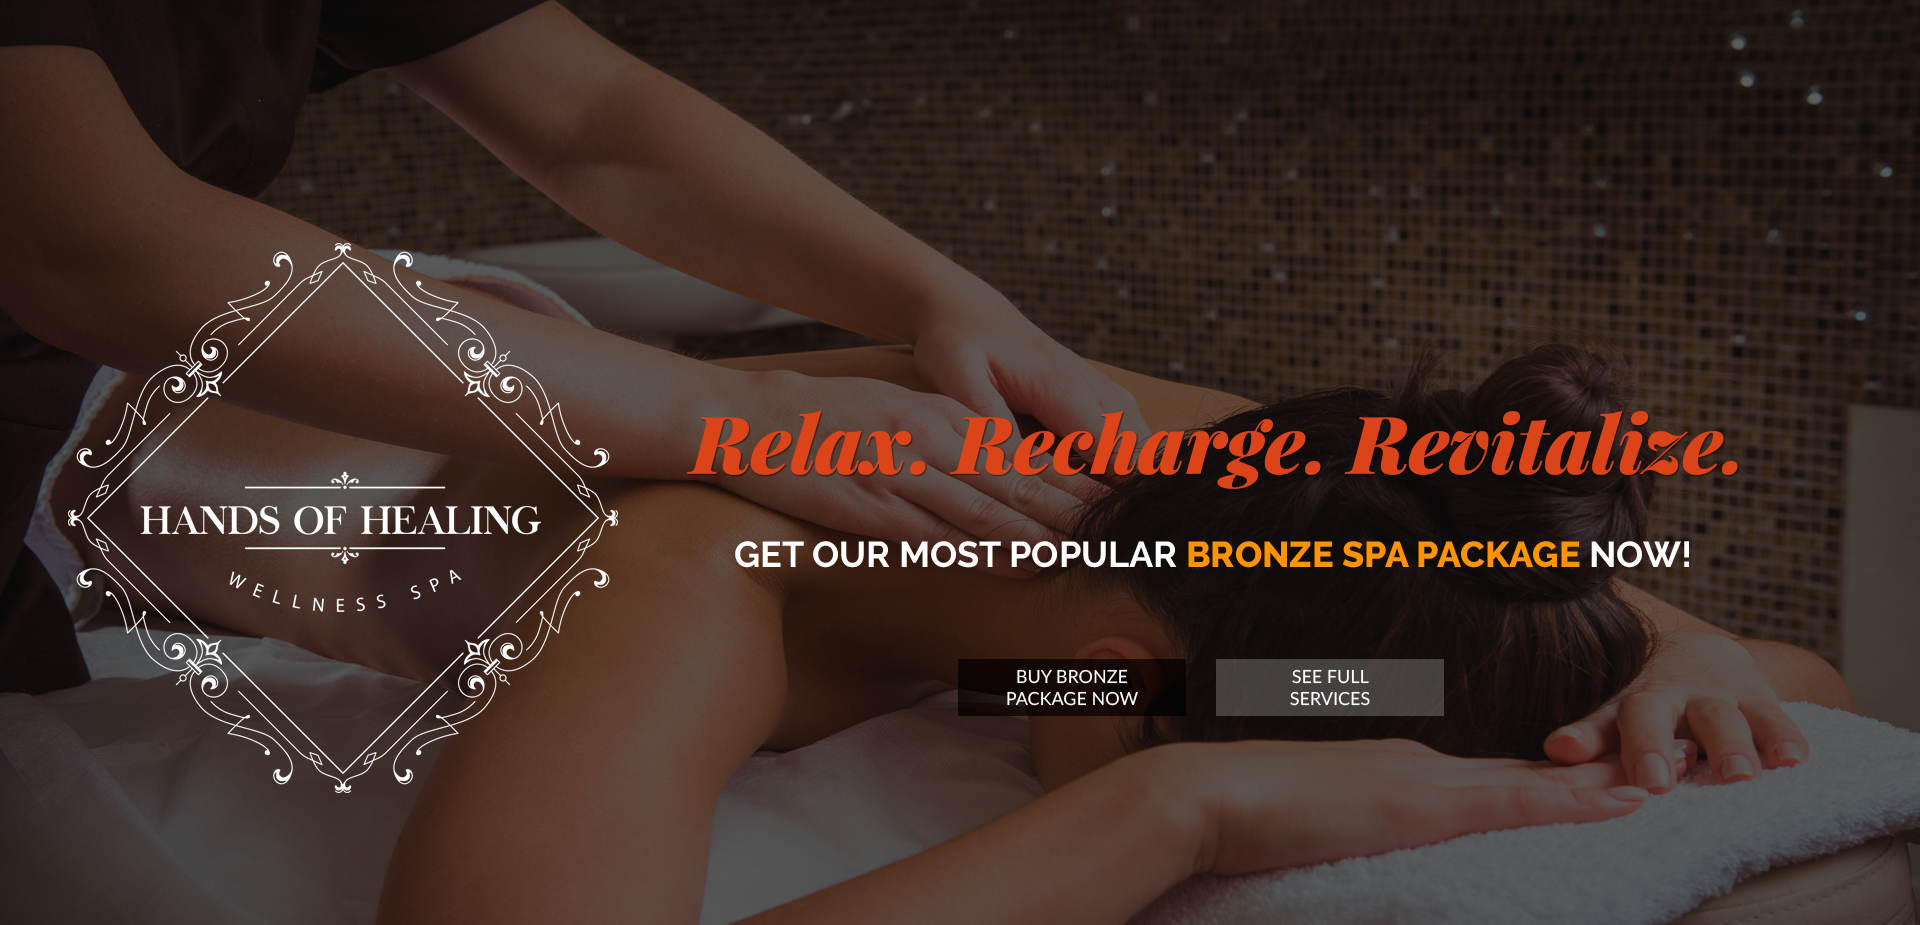 HANDS OF HEALING
WELLNESS SPA
Relax. Recharge. Revitalize.
GET OUR MOST POPULAR BRONZE SPA PACKAGE NOW!
BUY BRONZE
PACKAGE NOW
SEE FULL
SERVICES